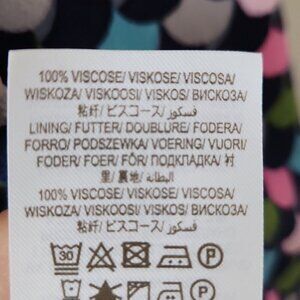 100% VISCOSE/ VISKOSE/ VISCOSA/
WISKOZA/ VISKOOSI/ VISKOS/ ВИСКОЗА/
粘纤/ ビスコース/ فسكوز/
LINING/ FUTTER/ DOUBLURE/ FODERA/
FORRO/ PODSZEWKA/ VOERING/ VUORI/
FODER/ FOER/ FÔR/ ПОДКЛАДКА/ 衬
里/ 裏地/ البطانة/
100% VISCOSE/ VISKOSE/ VISCOSA/
WISKOZA/ VISKOOSI/ VISKOS/ ВИСКОЗА/
粘纤/ ビスコース/ فسكوز/
30 P
P